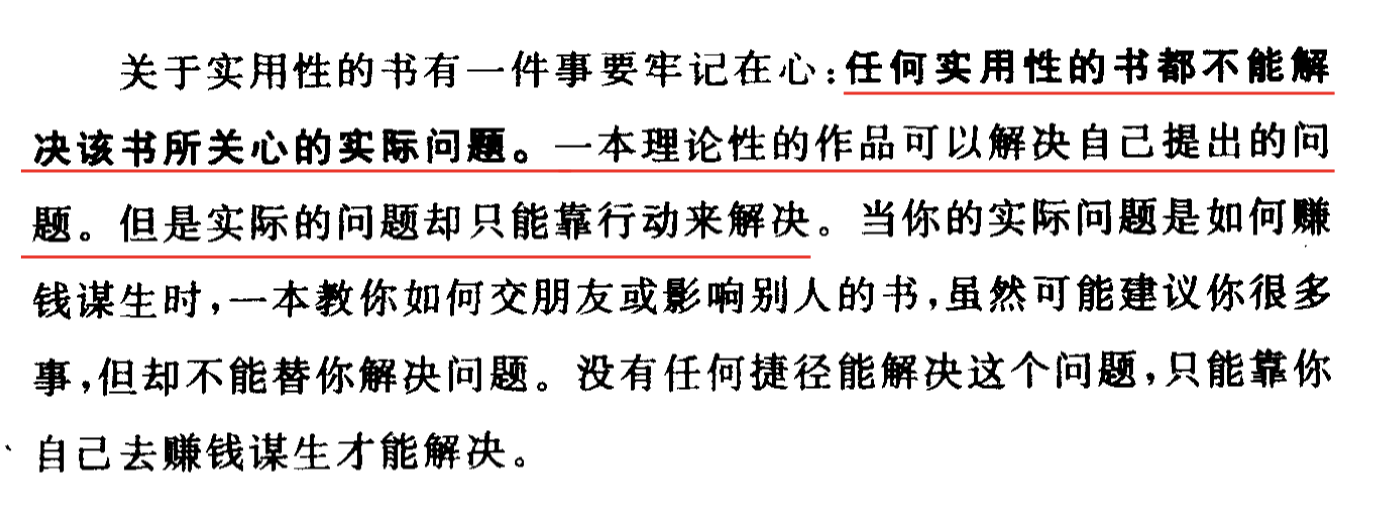 关于实用性的书有一件事要牢记在心:任何实用性的书都不能解
决该书所关心的实际问题。一本理论性的作品可以解决自己提出的问
题。但是实际的问题却只能靠行动来解决。当你的实际问题是如何赚
钱谋生时,一本教你如何交朋友或影响别人的书,虽然可能建议你很多
事,但却不能替你解决问题。没有任何捷径能解决这个问题,只能靠你
自己去赚钱谋生才能解决。